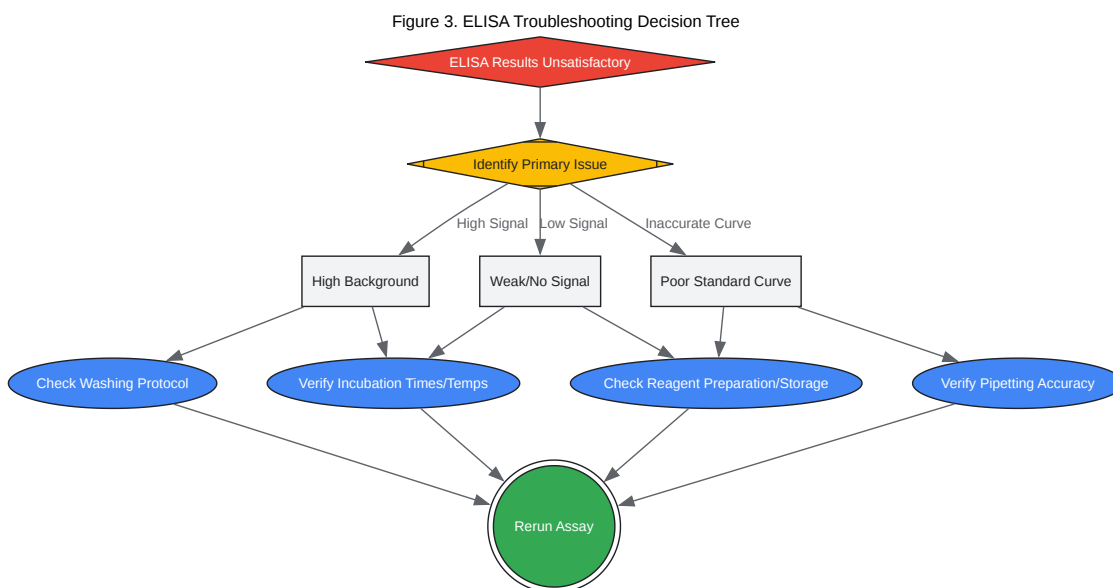 Figure 3. ELISA Troubleshooting Decision Tree
ELISA Results Unsatisfactory
Identify Primary Issue
High Signal
Low Signal
Inaccurate Curve
High Background
Weak/No Signal
Poor Standard Curve
Check Washing Protocol
Verify Incubation Times/Temps
Check Reagent Preparation/Storage
Verify Pipetting Accuracy
Rerun Assay